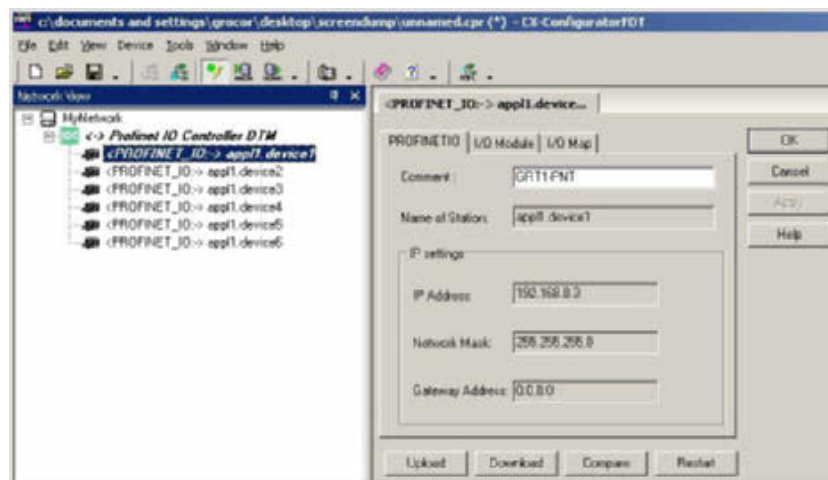 c:\documents and settings\grocor\desktop\screendump\unnamed.cpr (*) - CX-ConfiguratorFDT
File Edit View Device Tools Window Help
Network View
MyNetwork
<-> Profinet IO Controller DTM
<PROFINET_IO:-> appl1.device1
<PROFINET_IO:-> appl1.device2
<PROFINET_IO:-> appl1.device3
<PROFINET_IO:-> appl1.device4
<PROFINET_IO:-> appl1.device5
<PROFINET_IO:-> appl1.device6
<PROFINET_IO:-> appl1.device...
PROFINETIO I/O Module I/O Map
Comment : GRT1-PNT
Name of Station: appl1.device1
IP settings
IP Address: 192.168.0.3
Network Mask: 255.255.255.0
Gateway Address: 0.0.0.0
OK
Cancel
Apply
Help
Upload Download Compare Restart